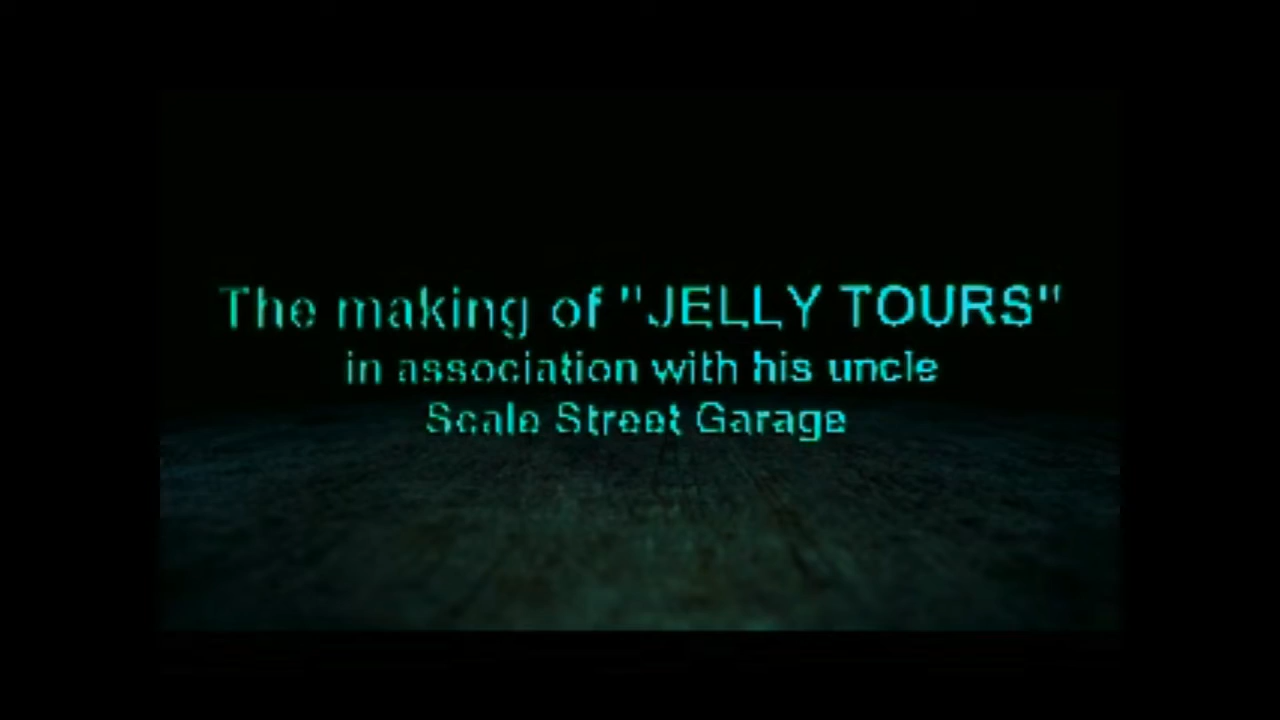 The making of "JELLY TOURS"
in association with his uncle
Scale Street Garage